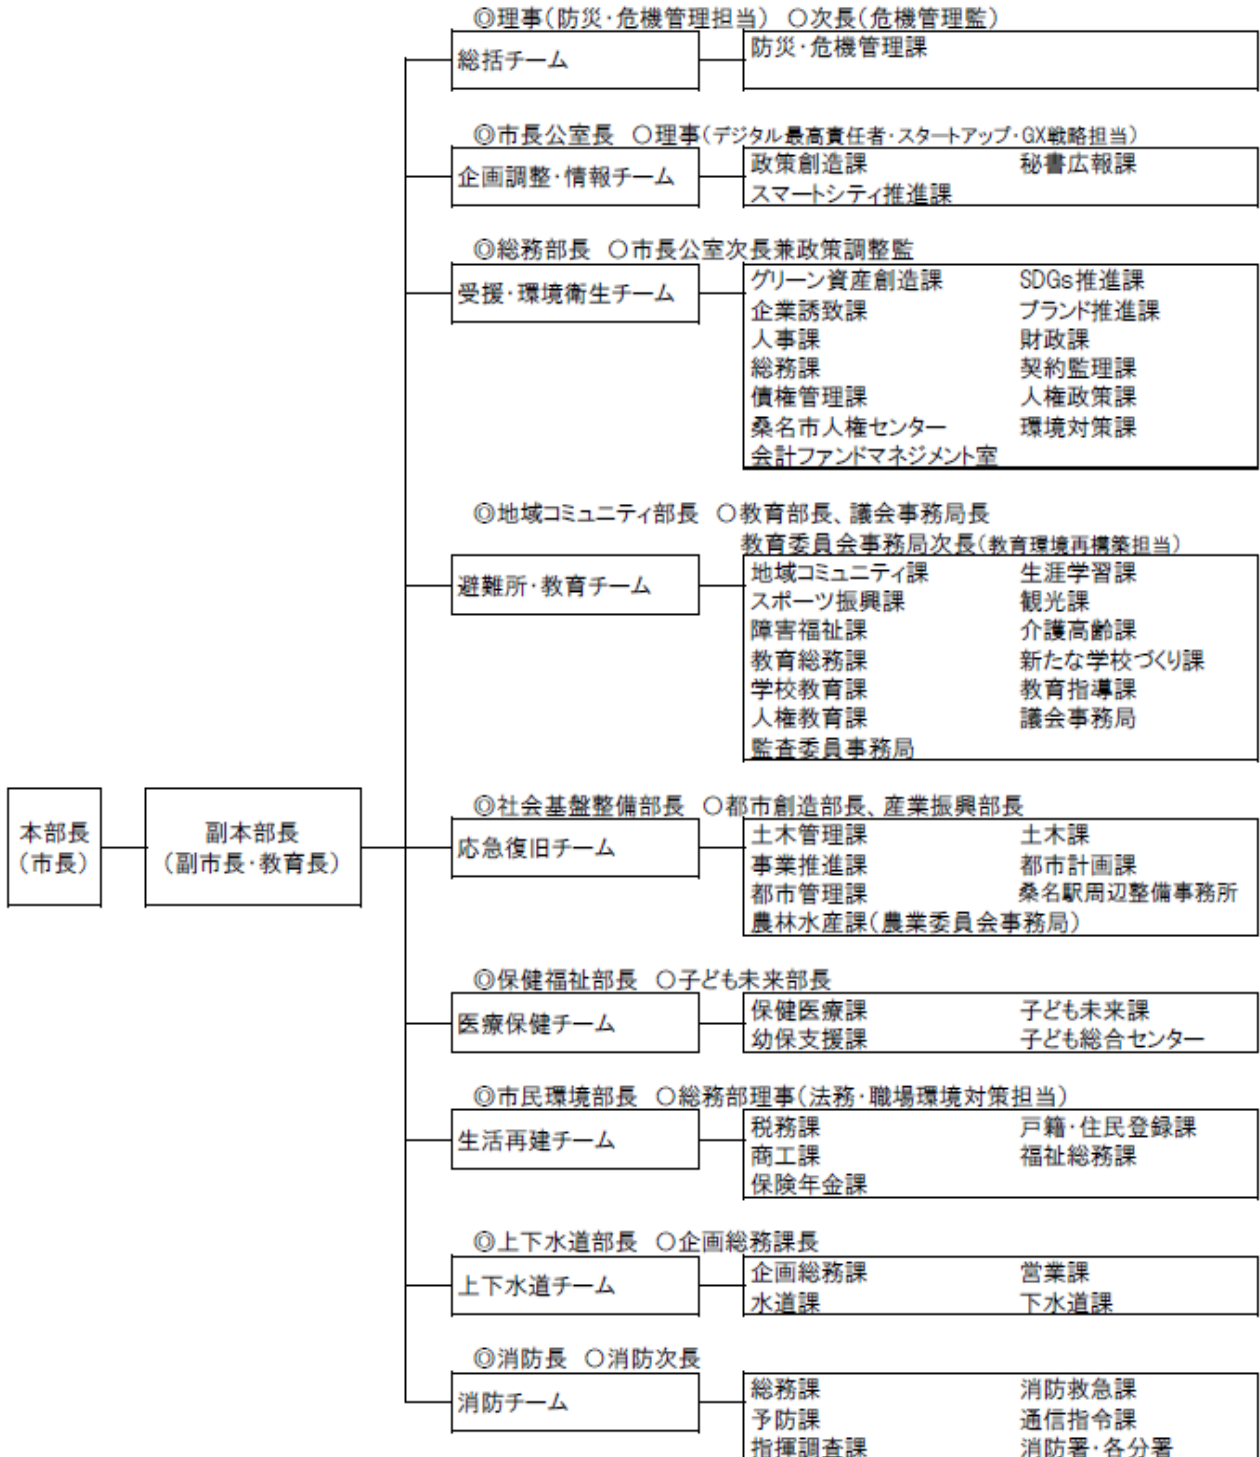 ◎理事(防災・危機管理担当) ○次長(危機管理監)
総括チーム
防災・危機管理課
◎市長公室長 ○理事(デジタル最高責任者・スタートアップ・GX戦略担当)
企画調整・情報チーム
政策創造課 秘書広報課
スマートシティ推進課
◎総務部長 ○市長公室次長兼政策調整監
受援・環境衛生チーム
グリーン資産創造課 SDGs推進課
企業誘致課 ブランド推進課
人事課 財政課
総務課 契約監理課
債権管理課 人権政策課
桑名市人権センター 環境対策課
会計ファンドマネジメント室
◎地域コミュニティ部長 ○教育部長、議会事務局長
教育委員会事務局次長(教育環境再構築担当)
避難所・教育チーム
地域コミュニティ課 生涯学習課
スポーツ振興課 観光課
障害福祉課 介護高齢課
教育総務課 新たな学校づくり課
学校教育課 教育指導課
人権教育課 議会事務局
監査委員事務局
本部長
(市長)
副本部長
(副市長・教育長)
◎社会基盤整備部長 ○都市創造部長、産業振興部長
応急復旧チーム
土木管理課 土木課
事業推進課 都市計画課
都市管理課 桑名駅周辺整備事務所
農林水産課(農業委員会事務局)
◎保健福祉部長 ○子ども未来部長
医療保健チーム
保健医療課 子ども未来課
幼保支援課 子ども総合センター
◎市民環境部長 ○総務部理事(法務・職場環境対策担当)
生活再建チーム
税務課 戸籍・住民登録課
商工課 福祉総務課
保険年金課
◎上下水道部長 ○企画総務課長
上下水道チーム
企画総務課 営業課
水道課 下水道課
◎消防長 ○消防次長
消防チーム
総務課 消防救急課
予防課 通信指令課
指揮調査課 消防署・各分署